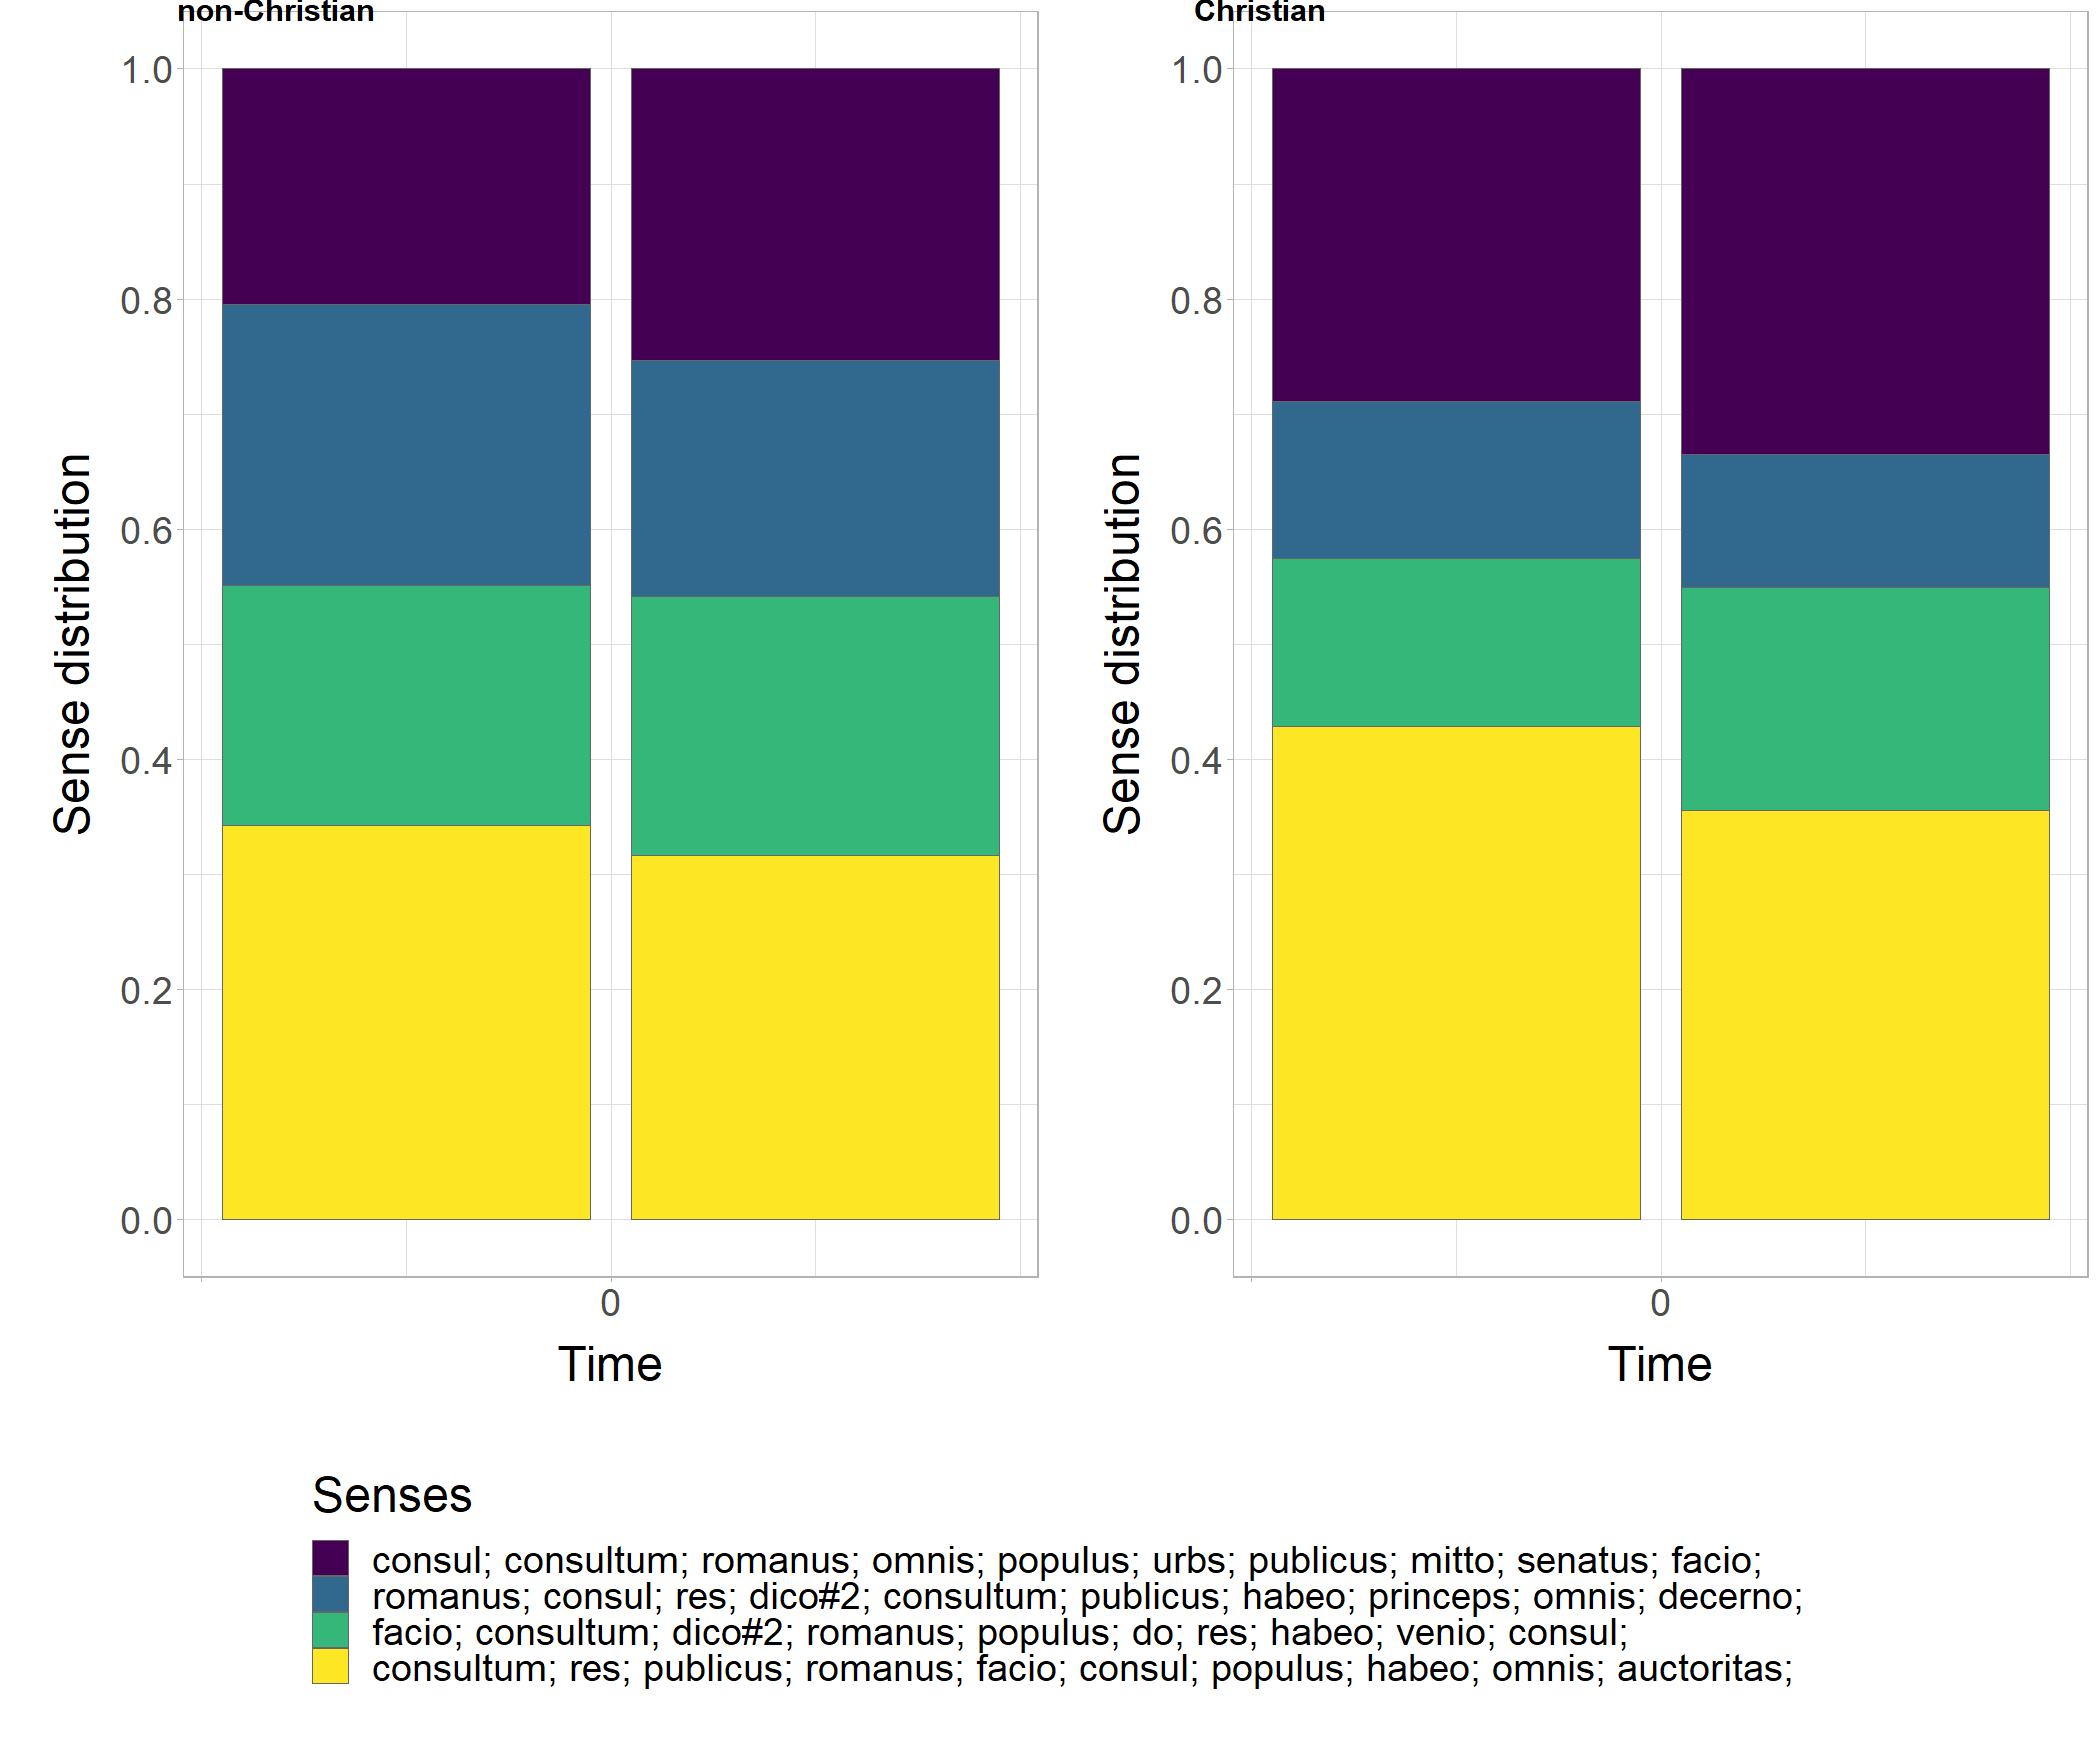 non-Christian
Christian
1.0
0.8
0.6
0.4
0.2
0.0
Sense distribution
0
Time
1.0
0.8
0.6
0.4
0.2
0.0
Sense distribution
0
Time
Senses
consul; consultum; romanus; omnis; populus; urbs; publicus; mitto; senatus; facio;
romanus; consul; res; dico#2; consultum; publicus; habeo; princeps; omnis; decerno;
facio; consultum; dico#2; romanus; populus; do; res; habeo; venio; consul;
consultum; res; publicus; romanus; facio; consul; populus; habeo; omnis; auctoritas;